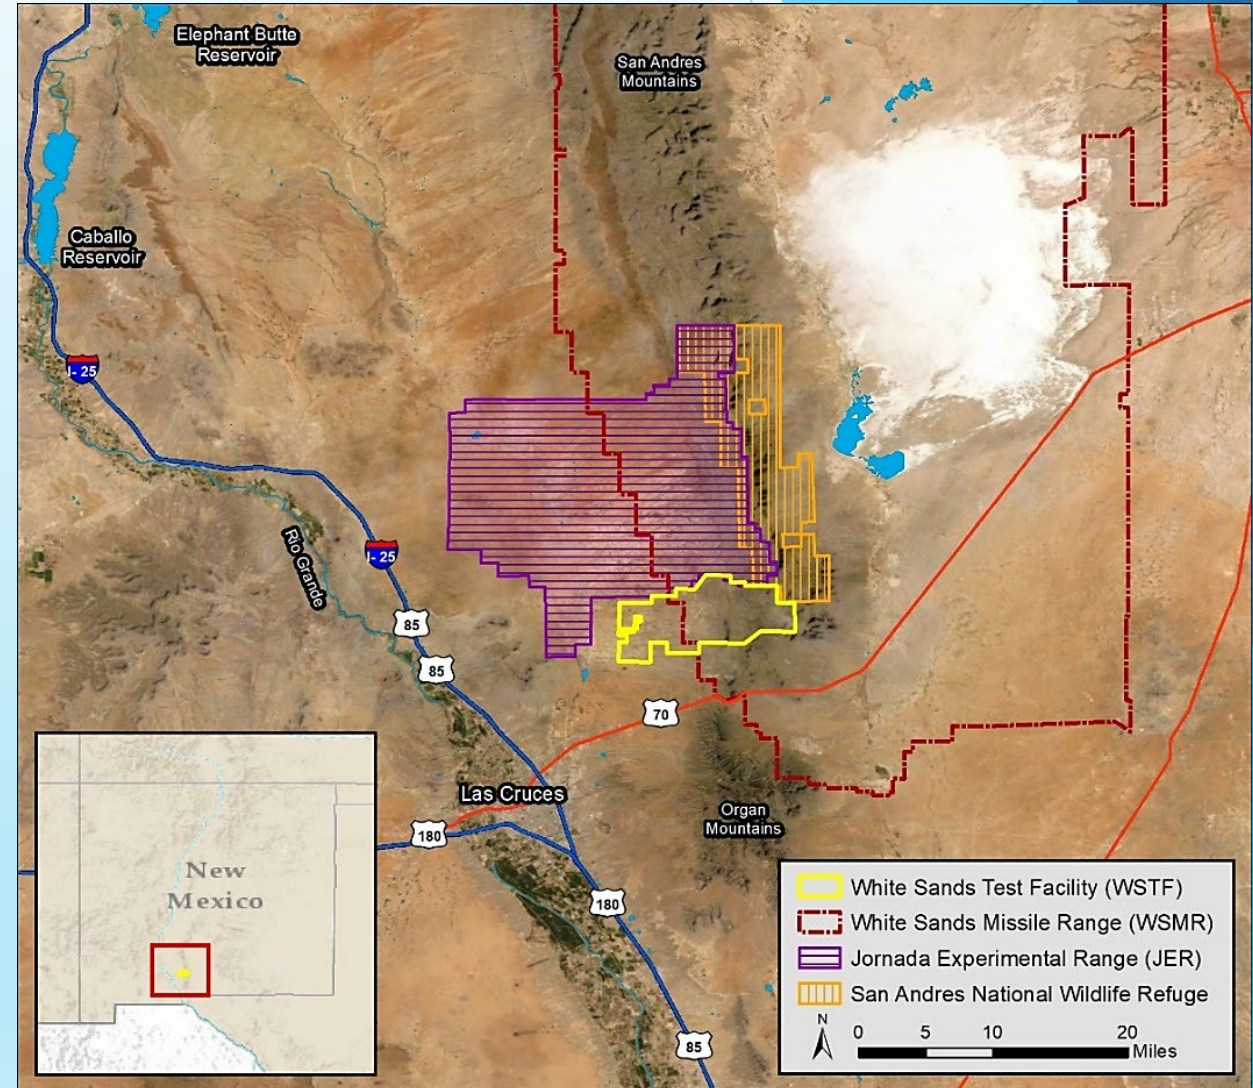 Elephant Butte
Reservoir
San Andres
Mountains
Caballo
Reservoir
I- 25
I- 25
Rio Grande
85
85
70
Las Cruces
180
Organ
Mountains
180
85
New
Mexico
White Sands Test Facility (WSTF)
White Sands Missile Range (WSMR)
Jornada Experimental Range (JER)
San Andres National Wildlife Refuge
N
0 5 10 20
Miles